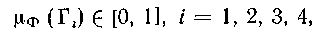 μ_Φ (Γ_i) ∈ [0, 1], i = 1, 2, 3, 4,